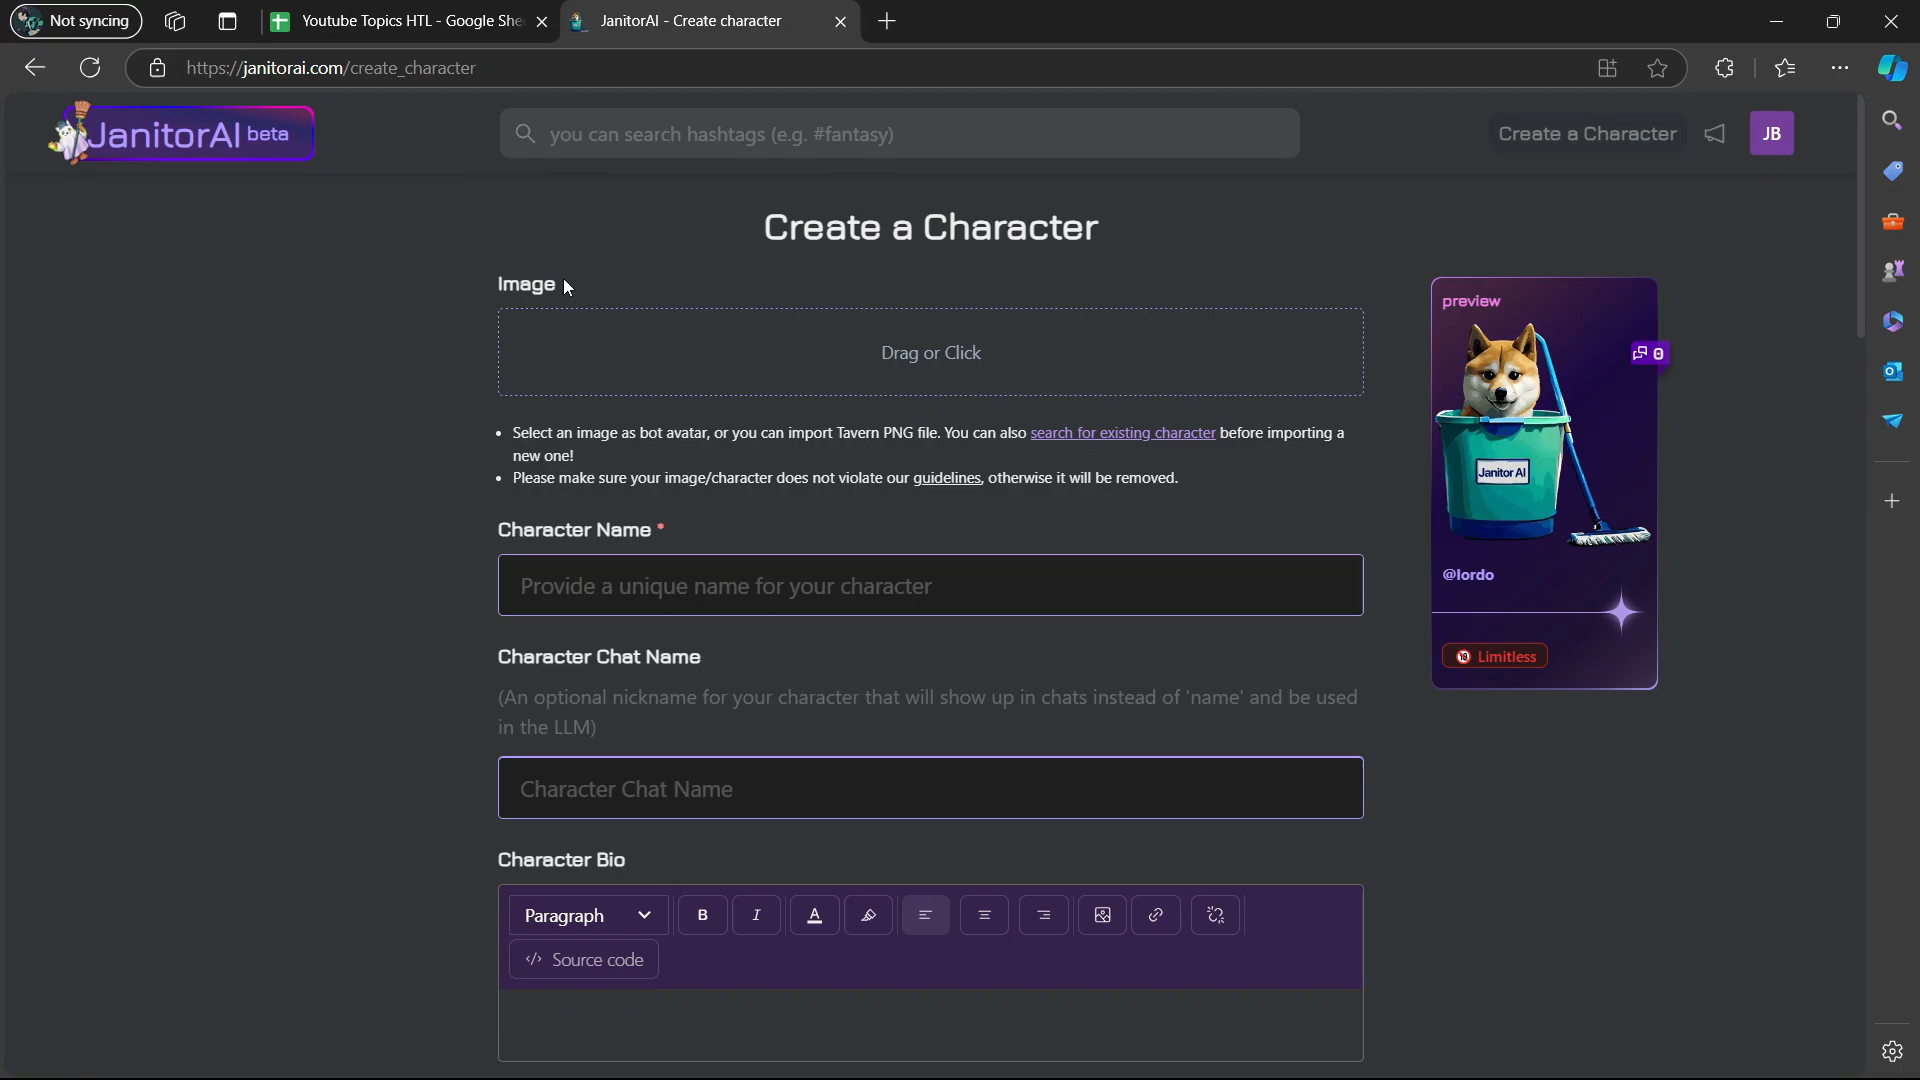 Not syncing
Youtube Topics HTL - Google She
JanitorAI - Create character
https://janitorai.com/create_character
JanitorAI beta
you can search hashtags (e.g. #fantasy)
Create a Character
JB
Create a Character
Image
Drag or Click
• Select an image as bot avatar, or you can import Tavern PNG file. You can also search for existing character before importing a
new one!
• Please make sure your image/character does not violate our guidelines, otherwise it will be removed.
Character Name *
Provide a unique name for your character
Character Chat Name
(An optional nickname for your character that will show up in chats instead of 'name' and be used
in the LLM)
Character Chat Name
Character Bio
Paragraph
B
I
A
</> Source code
preview
0
Janitor AI
@lordo
🔞 Limitless